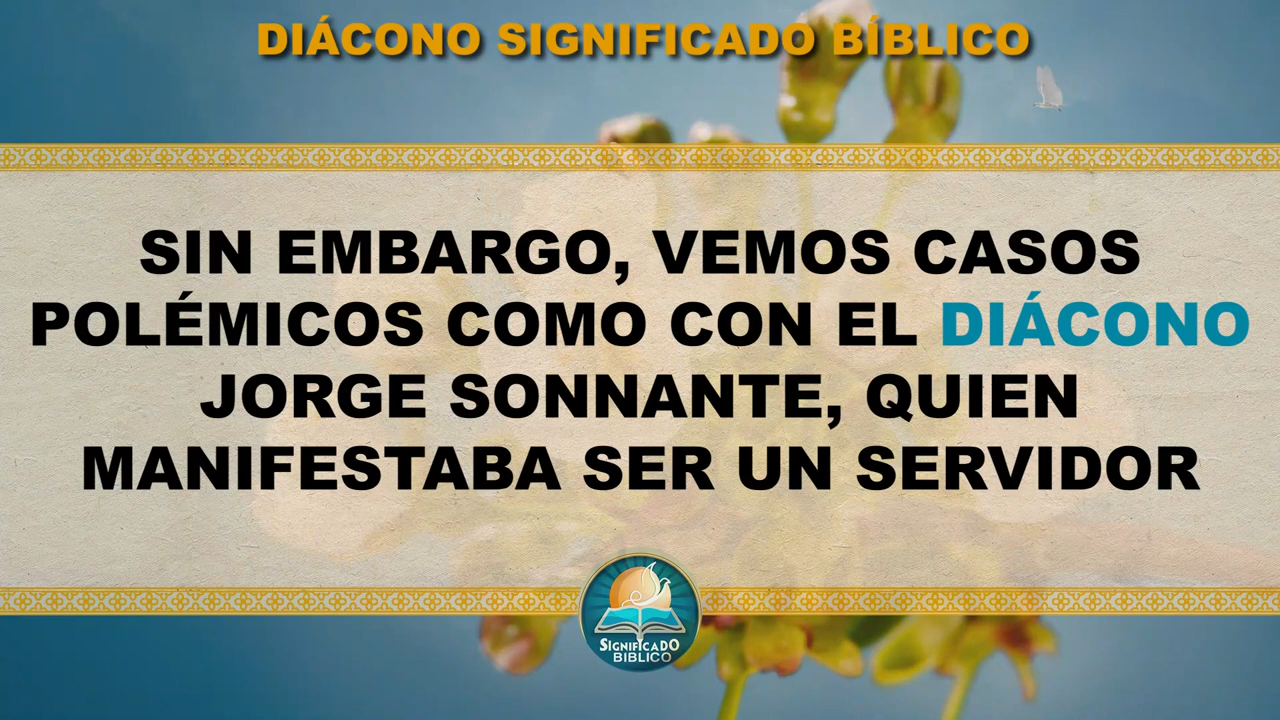 DIÁCONO SIGNIFICADO BÍBLICO
SIN EMBARGO, VEMOS CASOS
POLÉMICOS COMO CON EL DIÁCONO
JORGE SONNANTE, QUIEN
MANIFESTABA SER UN SERVIDOR
SIGNIFICADO
BIBLICO